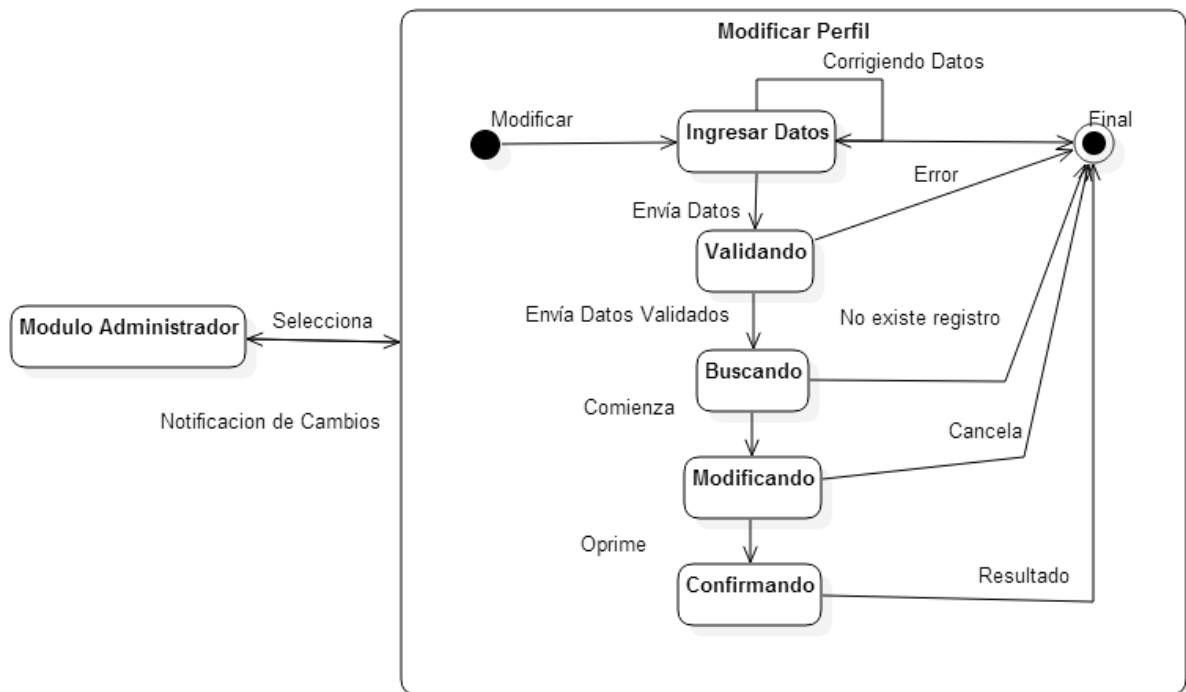 Modificar Perfil
Corrigiendo Datos
Modificar
Ingresar Datos
Final
Error
Envía Datos
Validando
Modulo Administrador
Selecciona
Envía Datos Validados
No existe registro
Buscando
Notificacion de Cambios
Comienza
Cancela
Modificando
Oprime
Confirmando
Resultado